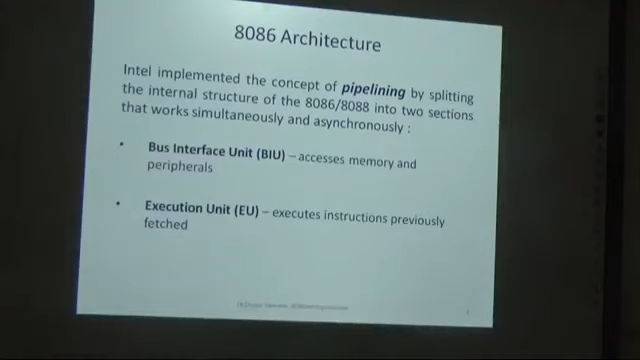 8086 Architecture
Intel implemented the concept of pipelining by splitting
the internal structure of the 8086/8088 into two sections
that works simultaneously and asynchronously :
• Bus Interface Unit (BIU) – accesses memory and
peripherals
• Execution Unit (EU) – executes instructions previously
fetched